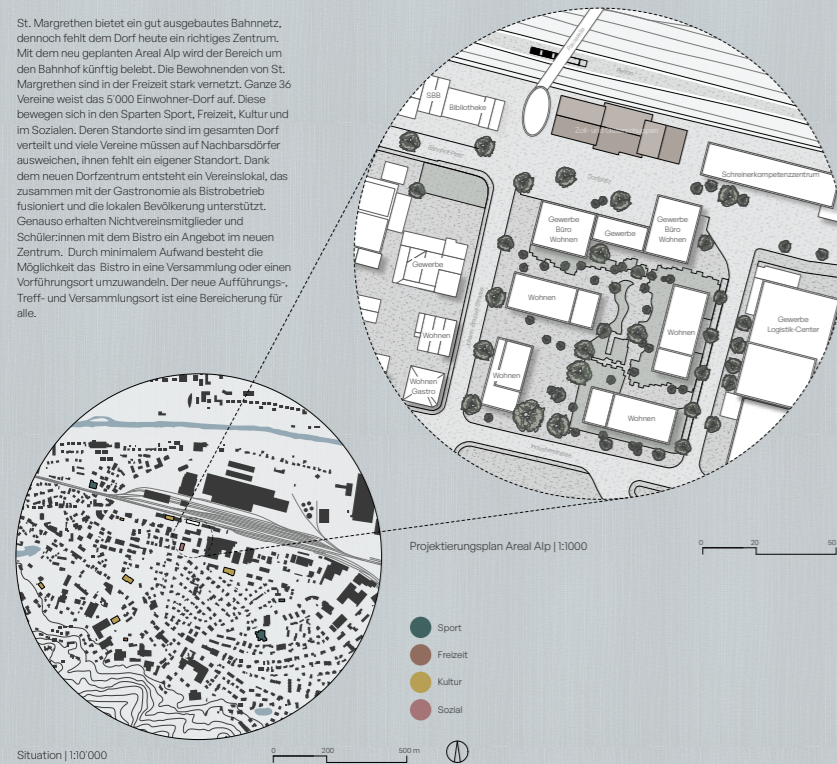 St. Margrethen bietet ein gut ausgebautes Bahnnetz,
dennoch fehlt dem Dorf heute ein richtiges Zentrum.
Mit dem neu geplanten Areal Alp wird der Bereich um
den Bahnhof künftig belebt. Die Bewohnenden von St.
Margrethen sind in der Freizeit stark vernetzt. Ganze 36
Vereine weist das 5'000 Einwohner-Dorf auf. Diese
bewegen sich in den Sparten Sport, Freizeit, Kultur und
im Sozialen. Deren Standorte sind im gesamten Dorf
verteilt und viele Vereine müssen auf Nachbarsdörfer
ausweichen, ihnen fehlt ein eigener Standort. Dank
dem neuen Dorfzentrum entsteht ein Vereinslokal, das
zusammen mit der Gastronomie als Bistrobetrieb
fusioniert und die lokalen Bevölkerung unterstützt.
Genauso erhalten Nichtvereinsmitglieder und
Schüler:innen mit dem Bistro ein Angebot im neuen
Zentrum. Durch minimalem Aufwand besteht die
Möglichkeit das Bistro in eine Versammlung oder einen
Vorführungsort umzuwandeln. Der neue Aufführungs-,
Treff- und Versammlungsort ist eine Bereicherung für
alle.
SBB
Bibliotheke
Schreinerkompetenzzentrum
Dorfplatz
Gewerbe
Büro
Wohnen
Gewerbe
Gewerbe
Büro
Wohnen
Gewerbe
Wohnen
Wohnen
Gewerbe
Logistik-Center
Wohnen
Wohnen
Gastro
Wohnen
Wohnen
Projektierungsplan Areal Alp | 1:1000
0 20 50
Sport
Freizeit
Kultur
Sozial
Situation | 1:10'000
0 200 500 m